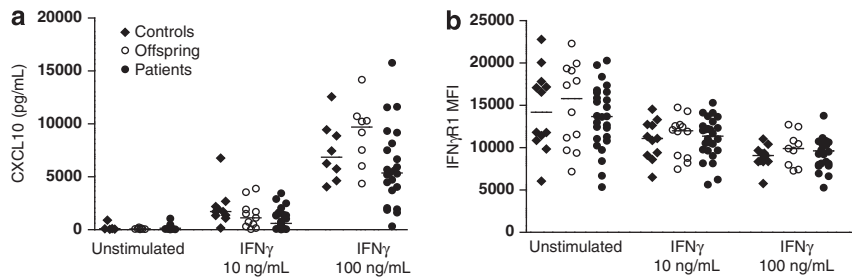 a
Controls
Offspring
Patients
CXCL10 (pg/mL)
20000
15000
10000
5000
0
Unstimulated
IFNγ
10 ng/mL
IFNγ
100 ng/mL
b
IFNγR1 MFI
25000
20000
15000
10000
5000
0
Unstimulated
IFNγ
10 ng/mL
IFNγ
100 ng/mL